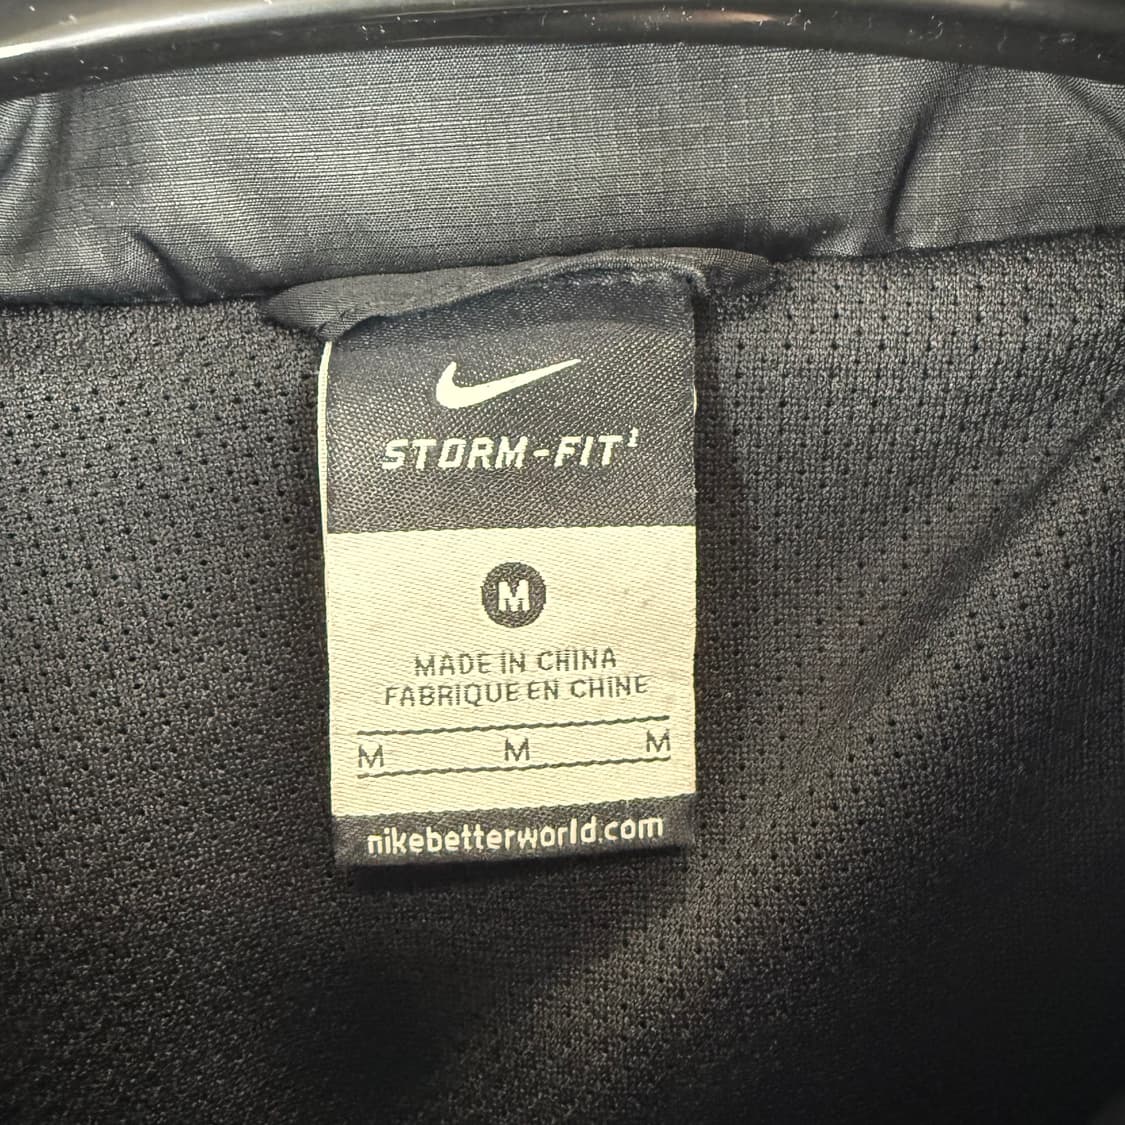 STORM-FIT¹
M
MADE IN CHINA
FABRIQUE EN CHINE
M M M
nikebetterworld.com